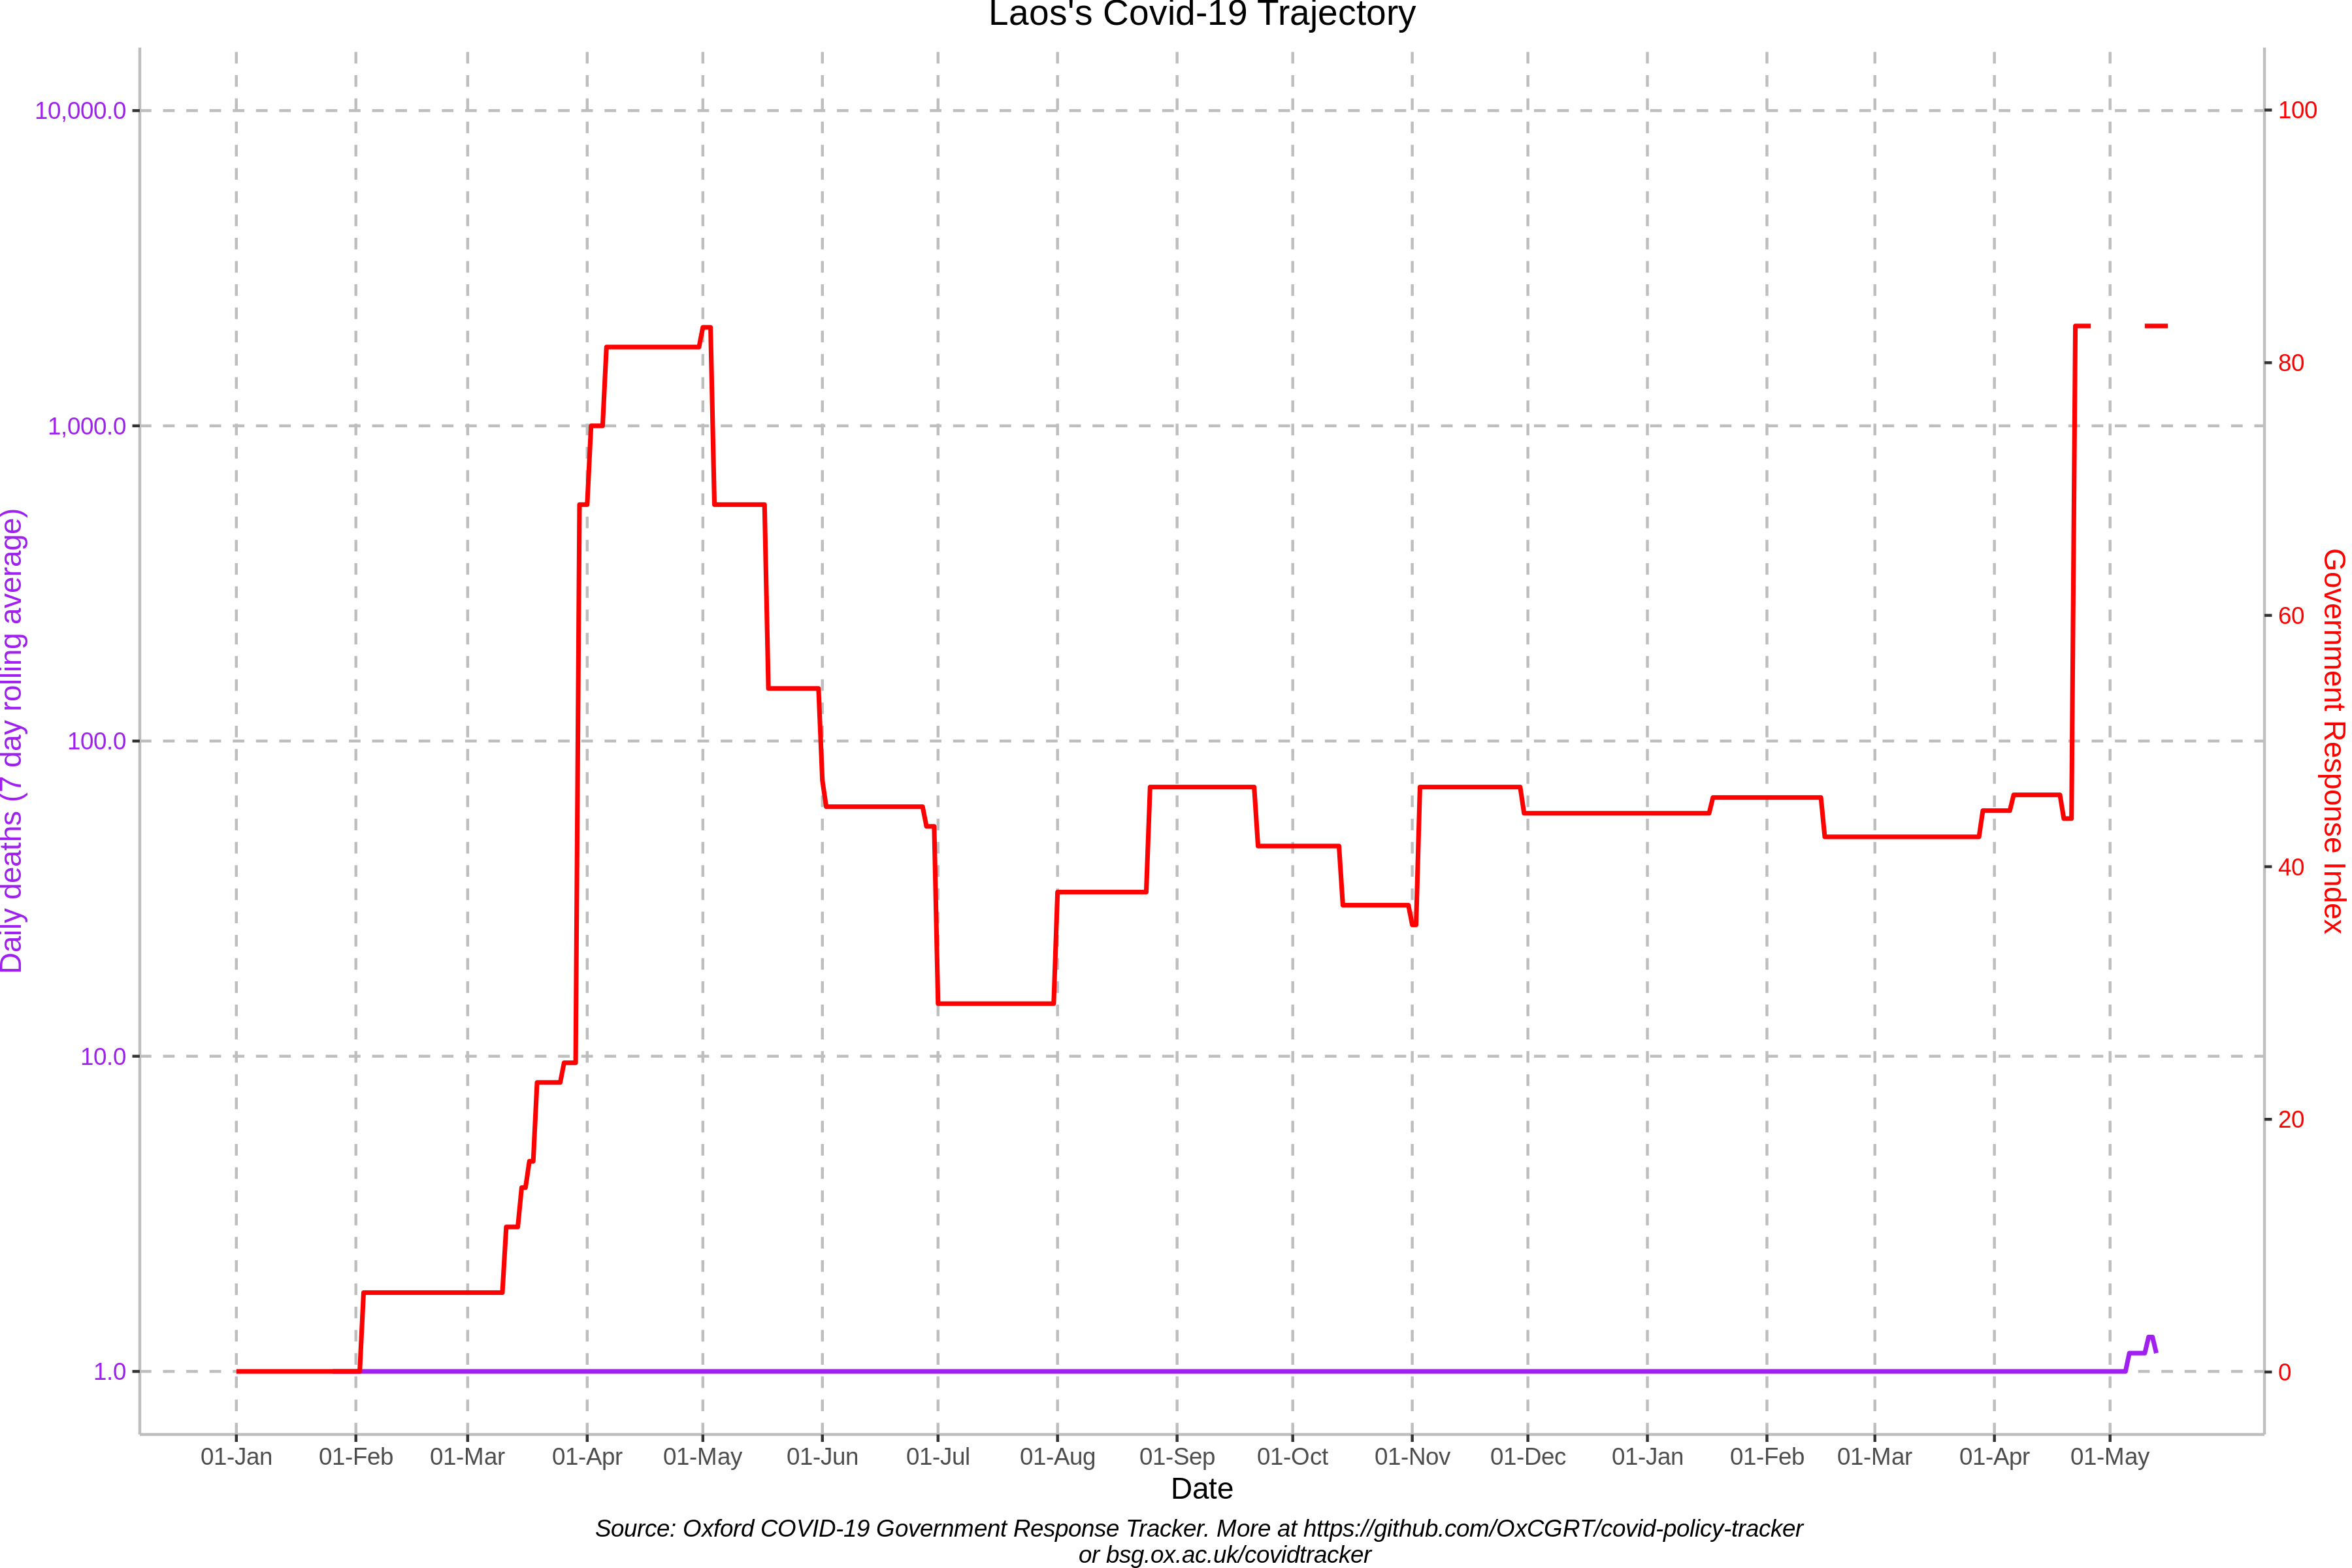 Laos's Covid-19 Trajectory
10,000.0
1,000.0
100.0
10.0
1.0
Daily deaths (7 day rolling average)
100
80
60
40
20
0
Government Response Index
01-Jan 01-Feb 01-Mar 01-Apr 01-May 01-Jun 01-Jul 01-Aug 01-Sep 01-Oct 01-Nov 01-Dec 01-Jan 01-Feb 01-Mar 01-Apr 01-May
Date
Source: Oxford COVID-19 Government Response Tracker. More at https://github.com/OxCGRT/covid-policy-tracker
or bsg.ox.ac.uk/covidtracker